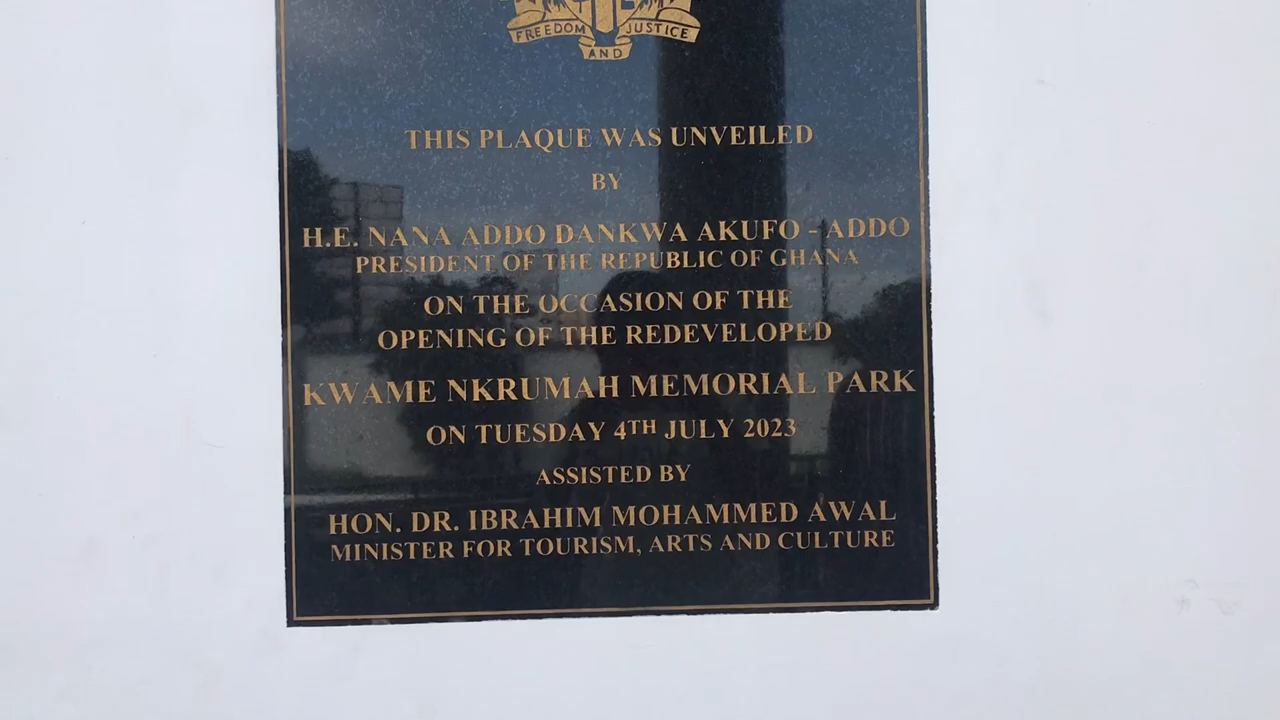 FREEDOM JUSTICE
AND
THIS PLAQUE WAS UNVEILED
BY
H.E. NANA ADDO DANKWA AKUFO - ADDO
PRESIDENT OF THE REPUBLIC OF GHANA
ON THE OCCASION OF THE
OPENING OF THE REDEVELOPED
KWAME NKRUMAH MEMORIAL PARK
ON TUESDAY 4TH JULY 2023
ASSISTED BY
HON. DR. IBRAHIM MOHAMMED AWAL
MINISTER FOR TOURISM, ARTS AND CULTURE